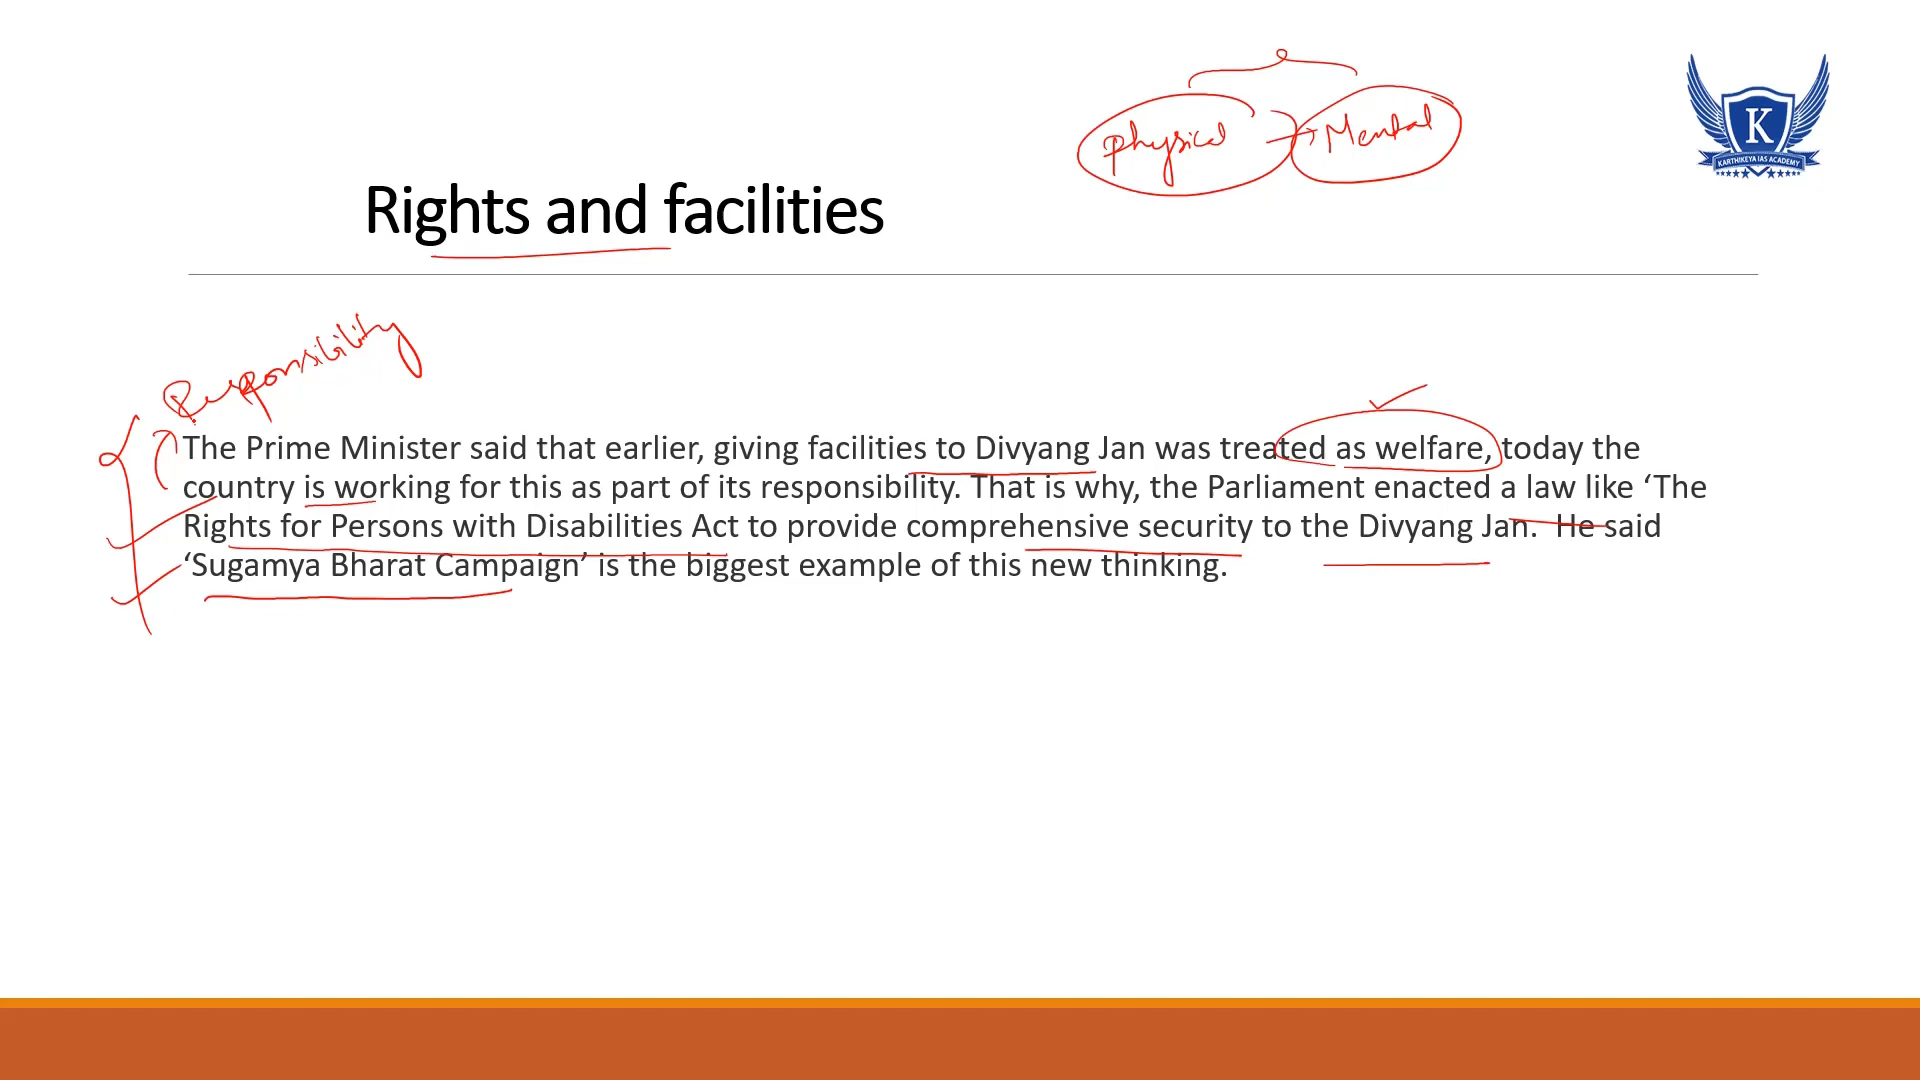 Physical → Mental
K
KARTHIKEYA IAS ACADEMY
Rights and facilities
Responsibility
The Prime Minister said that earlier, giving facilities to Divyang Jan was treated as welfare, today the
country is working for this as part of its responsibility. That is why, the Parliament enacted a law like ‘The
Rights for Persons with Disabilities Act to provide comprehensive security to the Divyang Jan.  He said
‘Sugamya Bharat Campaign’ is the biggest example of this new thinking.